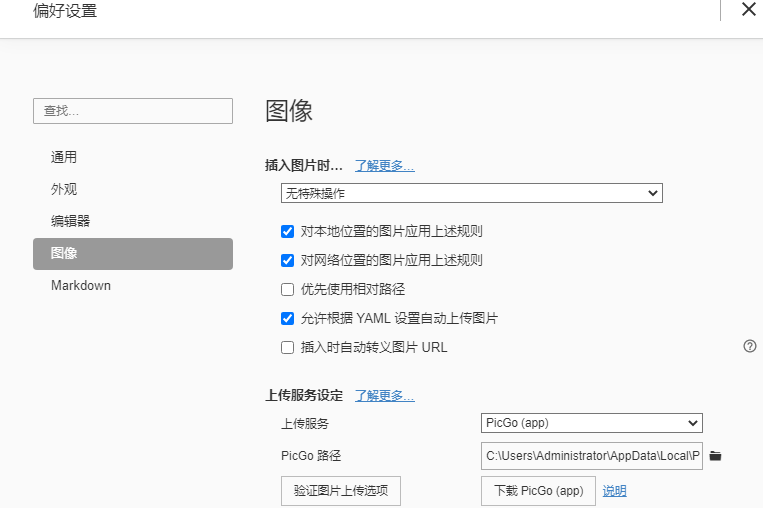 偏好设置
查找...
通用
外观
编辑器
图像
Markdown
图像
插入图片时... 了解更多...
无特殊操作
对本地位置的图片应用上述规则
对网络位置的图片应用上述规则
优先使用相对路径
允许根据 YAML 设置自动上传图片
插入时自动转义图片 URL
上传服务设定 了解更多...
上传服务 PicGo (app)
PicGo 路径 C:\Users\Administrator\AppData\Local\P
验证图片上传选项 下载 PicGo (app) 说明